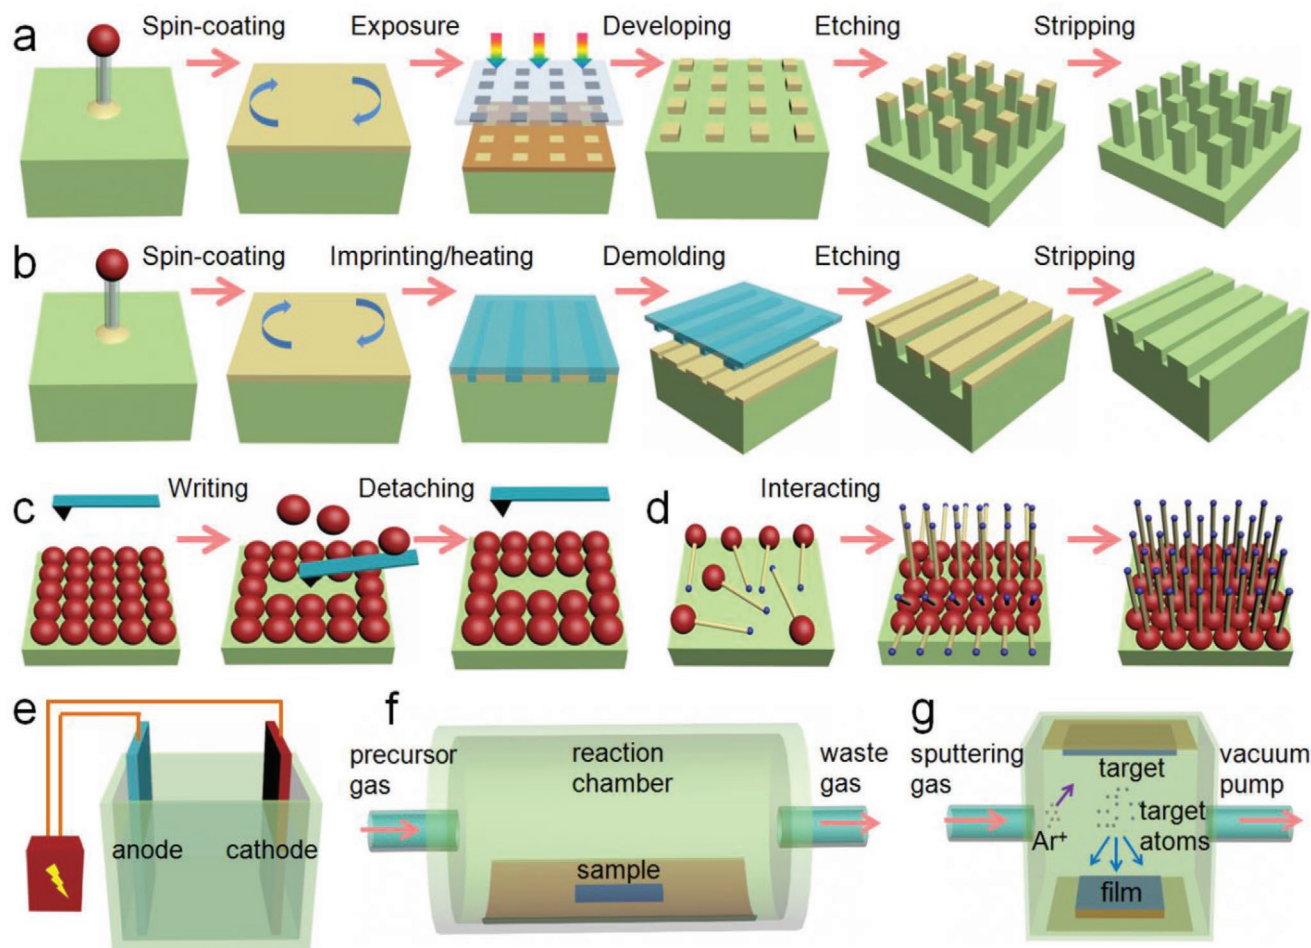 a
Spin-coating
Exposure
Developing
Etching
Stripping
b
Spin-coating
Imprinting/heating
Demolding
Etching
Stripping
c
Writing
Detaching
d
Interacting
e
anode
cathode
f
precursor
gas
reaction
chamber
waste
gas
sample
g
sputtering
gas
target
vacuum
pump
Ar⁺
target
atoms
film